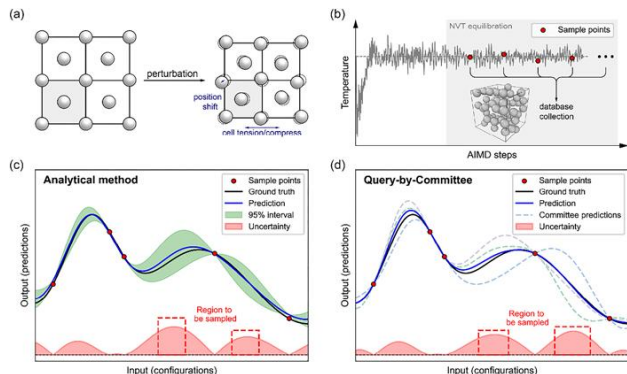 (a)
perturbation
position
shift
cell tension/compress
(b)
NVT equilibration
Sample points
Temperature
database
collection
AIMD steps
(c)
Analytical method
Sample points
Ground truth
Prediction
95% interval
Uncertainty
Region to
be sampled
Output (predictions)
Input (configurations)
(d)
Query-by-Committee
Sample points
Ground truth
Prediction
Committee predictions
Uncertainty
Region to
be sampled
Output (predictions)
Input (configurations)